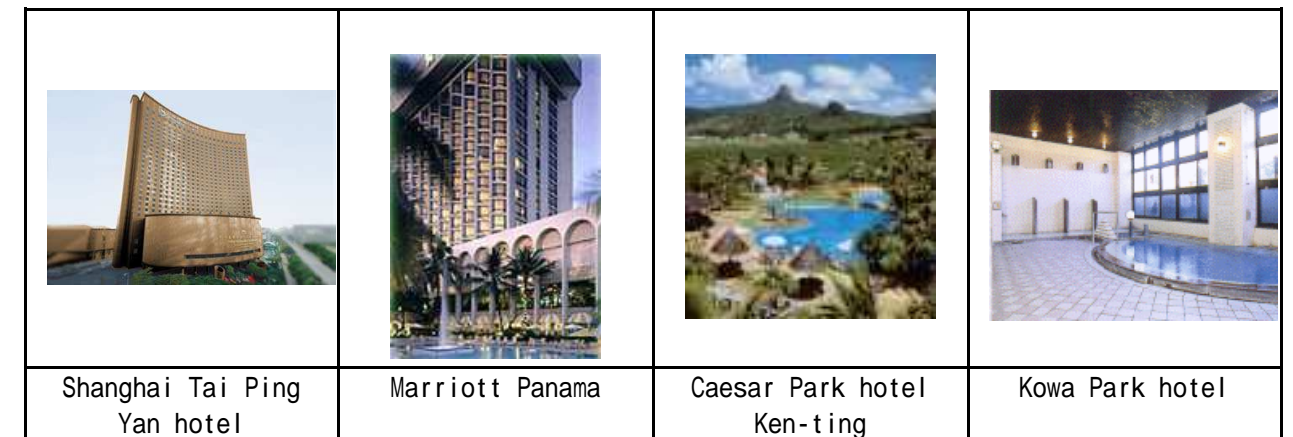 Shanghai Tai Ping
Yan hotel
Marriott Panama
Caesar Park hotel
Ken-ting
Kowa Park hotel